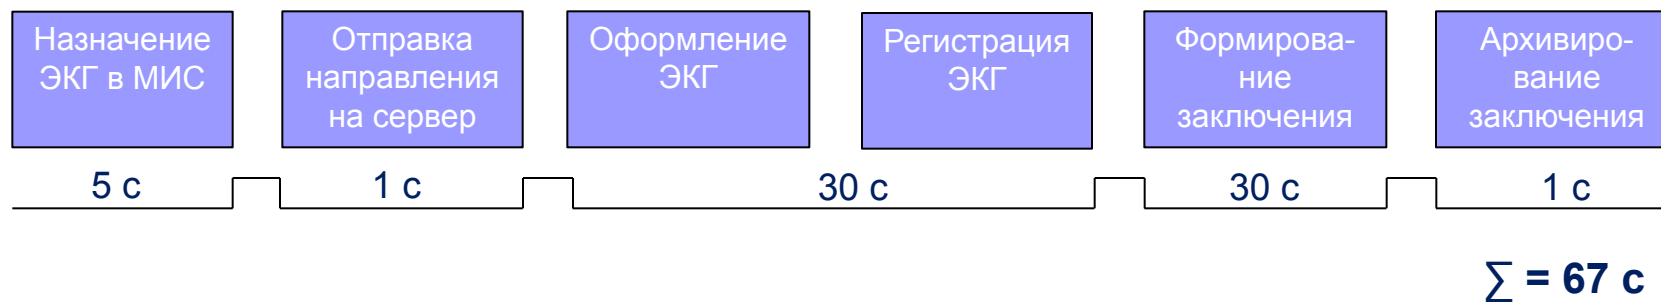 Назначение
ЭКГ в МИС
Отправка
направления
на сервер
Оформление
ЭКГ
Регистрация
ЭКГ
Формирова-
ние
заключения
Архивиро-
вание
заключения
5 с
1 с
30 с
30 с
1 с
∑ = 67 с